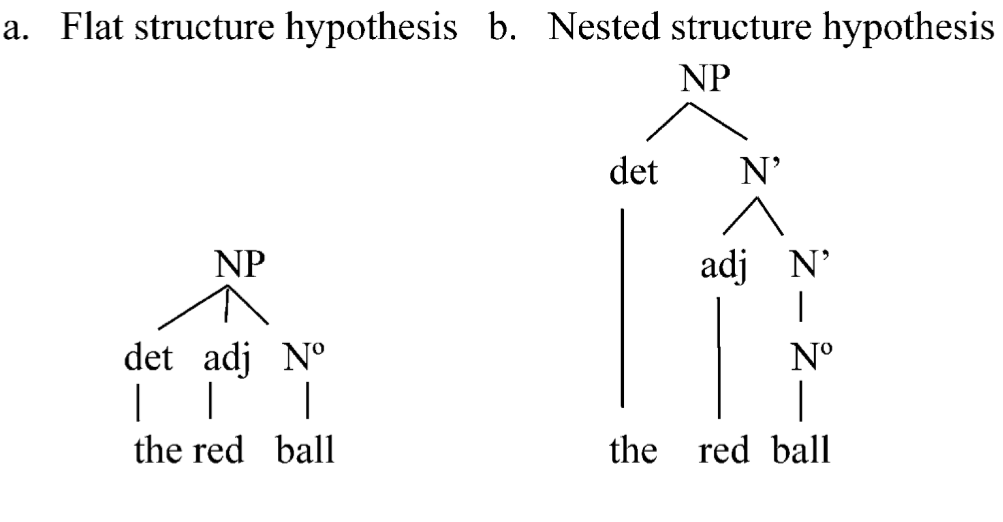 a. Flat structure hypothesis b. Nested structure hypothesis
NP
det N’
NP adj N’
det adj Nº Nº
the red ball the red ball